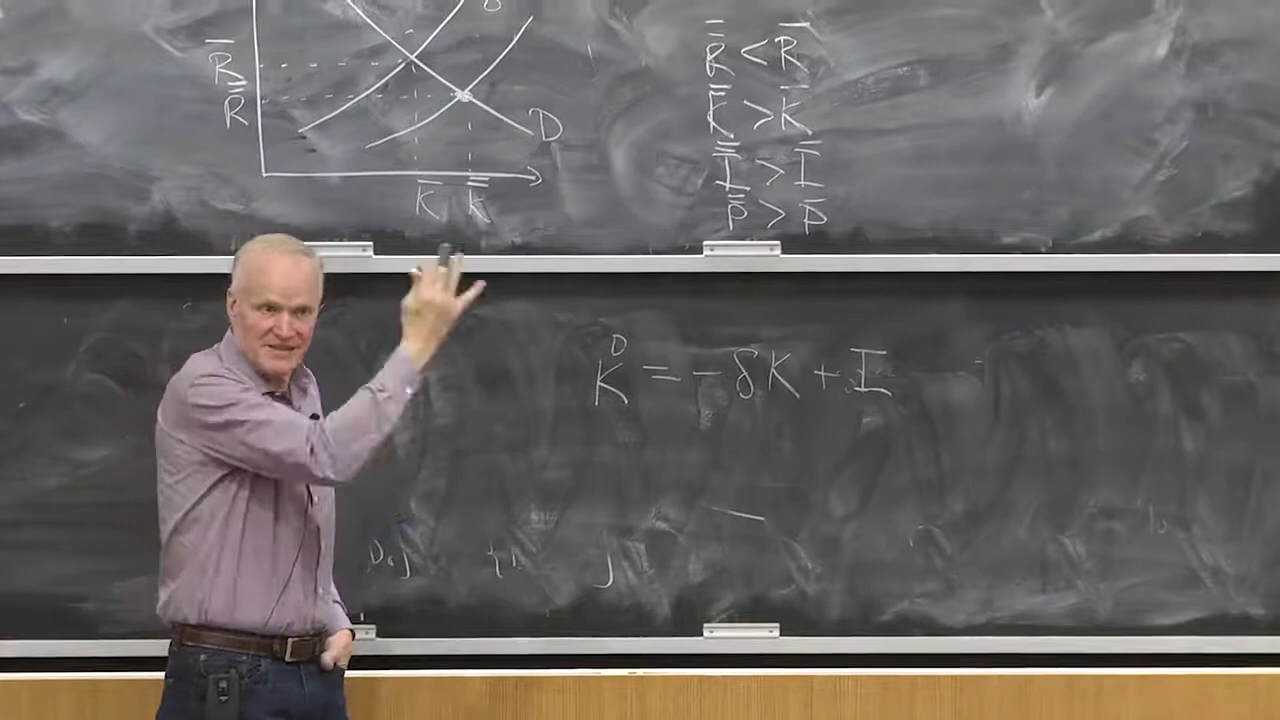 R̄
R̿
D
K̄ K̿
R̿ < R̄
K̿ > K̄
I̿ > Ī
P̿ > P̄
K̊ = -δK + I